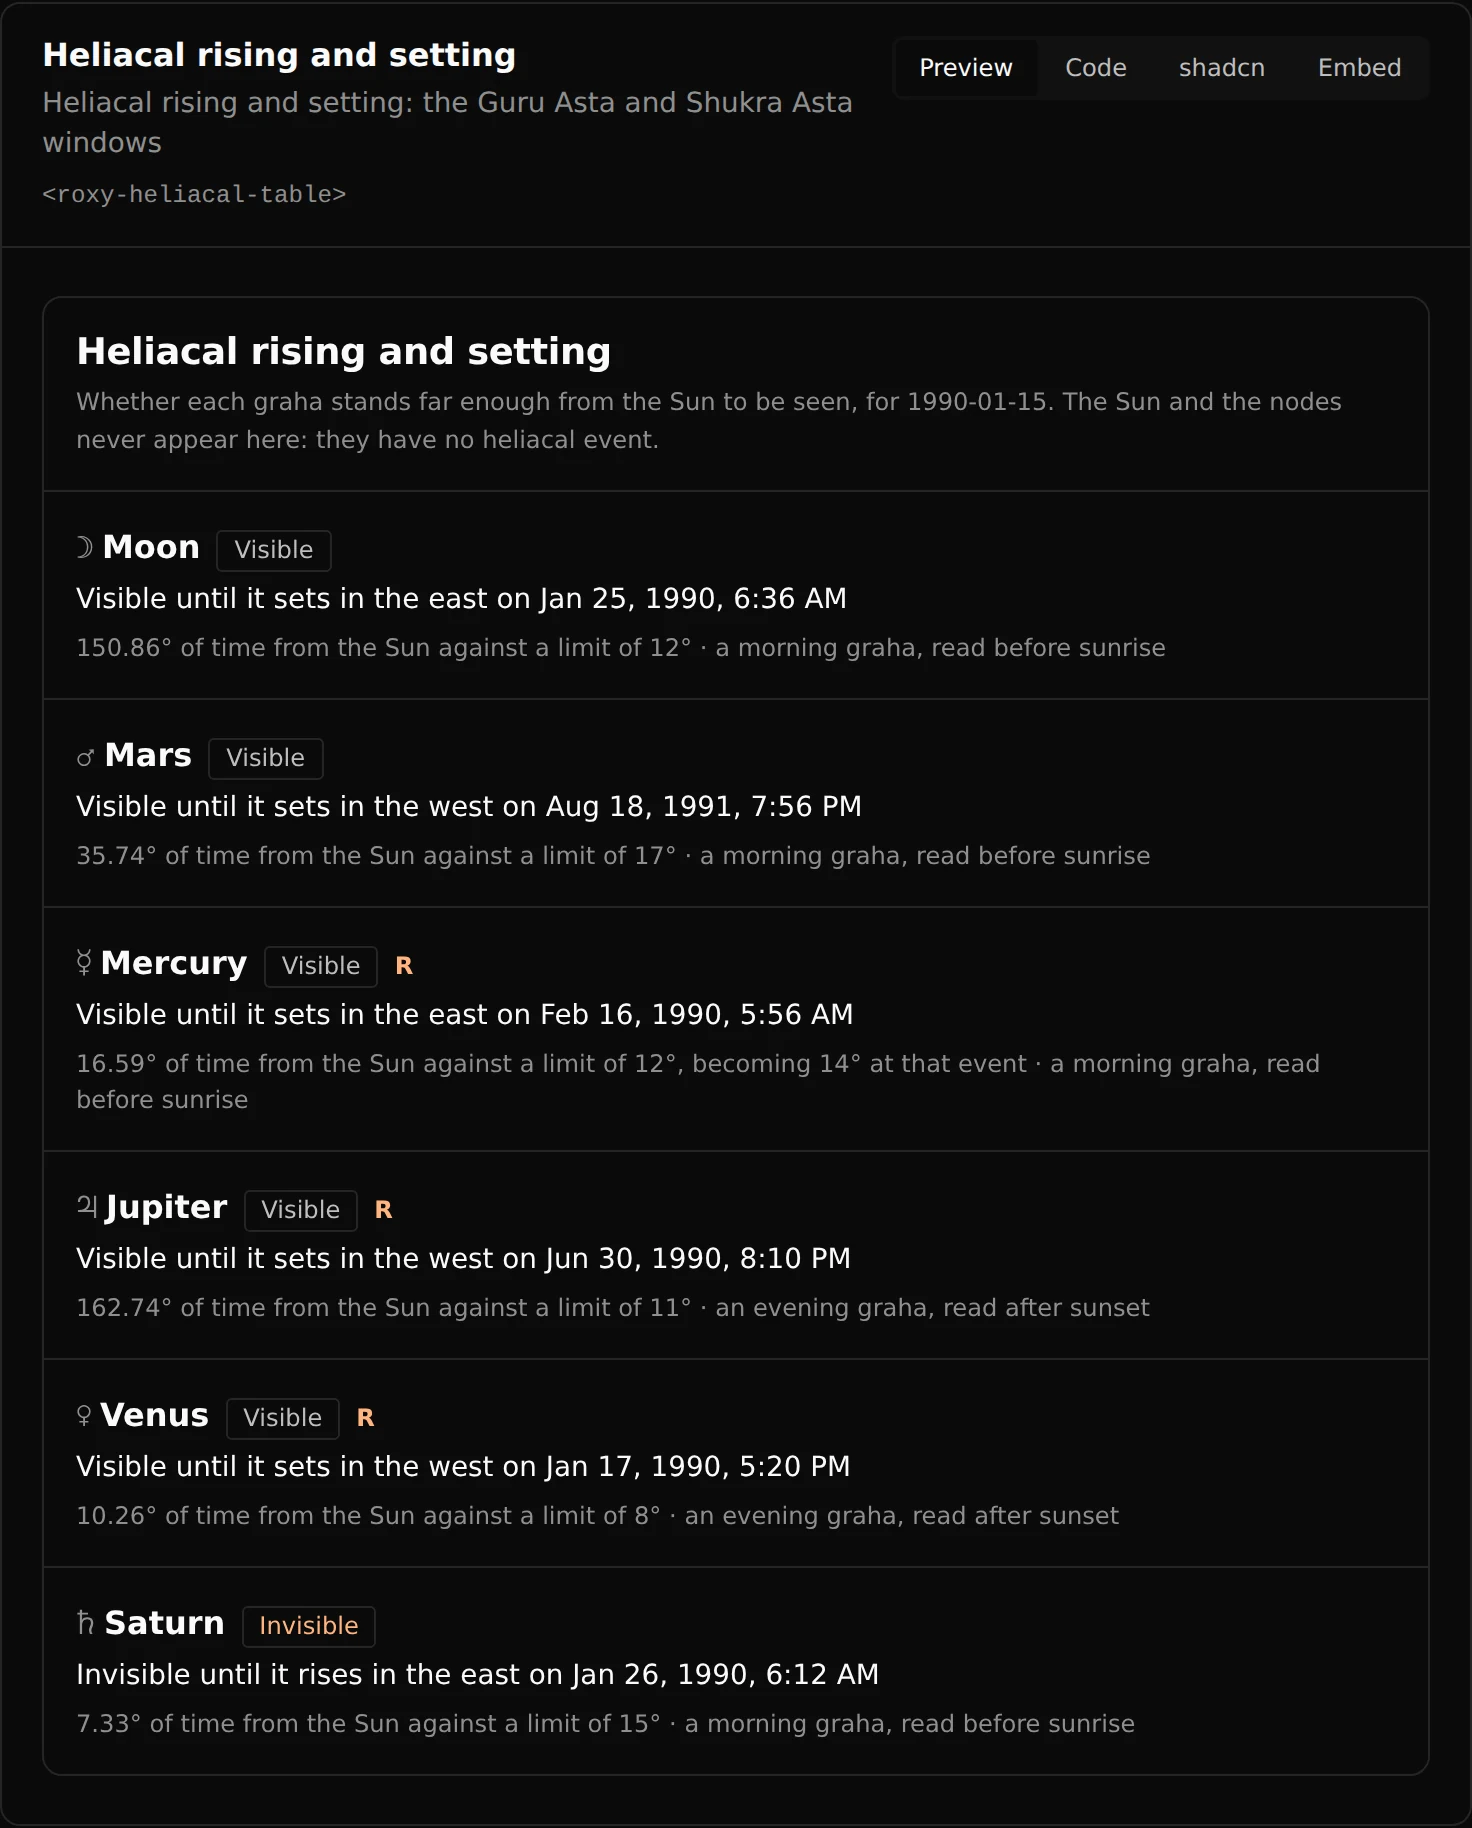 Heliacal rising and setting
Preview Code shadcn Embed
Heliacal rising and setting: the Guru Asta and Shukra Asta
windows
<roxy-heliacal-table>
Heliacal rising and setting
Whether each graha stands far enough from the Sun to be seen, for 1990-01-15. The Sun and the nodes
never appear here: they have no heliacal event.
☽ Moon Visible
Visible until it sets in the east on Jan 25, 1990, 6:36 AM
150.86° of time from the Sun against a limit of 12° · a morning graha, read before sunrise
♂ Mars Visible
Visible until it sets in the west on Aug 18, 1991, 7:56 PM
35.74° of time from the Sun against a limit of 17° · a morning graha, read before sunrise
☿ Mercury Visible R
Visible until it sets in the east on Feb 16, 1990, 5:56 AM
16.59° of time from the Sun against a limit of 12°, becoming 14° at that event · a morning graha, read
before sunrise
♃ Jupiter Visible R
Visible until it sets in the west on Jun 30, 1990, 8:10 PM
162.74° of time from the Sun against a limit of 11° · an evening graha, read after sunset
♀ Venus Visible R
Visible until it sets in the west on Jan 17, 1990, 5:20 PM
10.26° of time from the Sun against a limit of 8° · an evening graha, read after sunset
♄ Saturn Invisible
Invisible until it rises in the east on Jan 26, 1990, 6:12 AM
7.33° of time from the Sun against a limit of 15° · a morning graha, read before sunrise